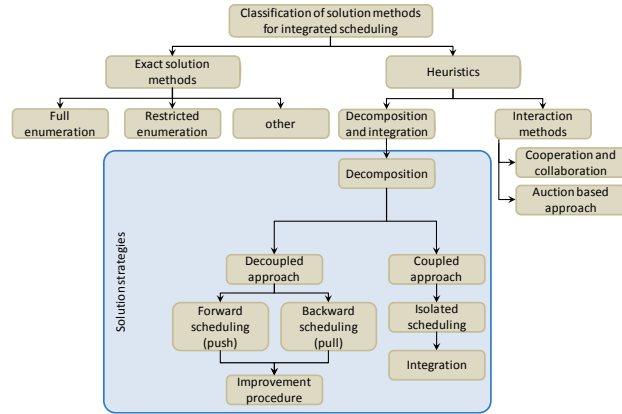 Classification of solution methods
for integrated scheduling
Exact solution
methods
Heuristics
Full
enumeration
Restricted
enumeration
other
Decomposition
and integration
Interaction
methods
Cooperation and
collaboration
Auction based
approach
Solution strategies
Decomposition
Decoupled
approach
Coupled
approach
Forward
scheduling
(push)
Backward
scheduling
(pull)
Isolated
scheduling
Integration
Improvement
procedure